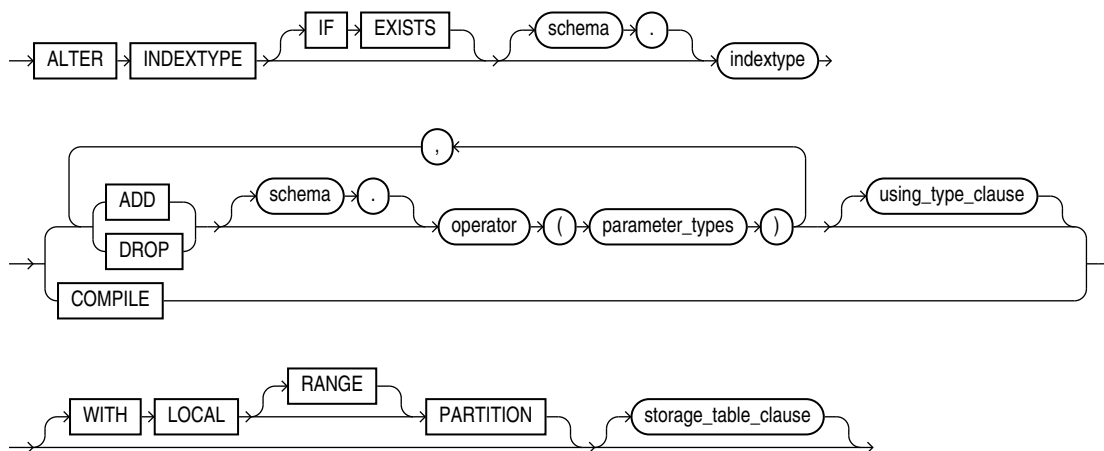 IF EXISTS schema .
ALTER INDEXTYPE indextype
,
ADD schema . using_type_clause
operator ( parameter_types )
DROP
COMPILE
RANGE
WITH LOCAL PARTITION storage_table_clause